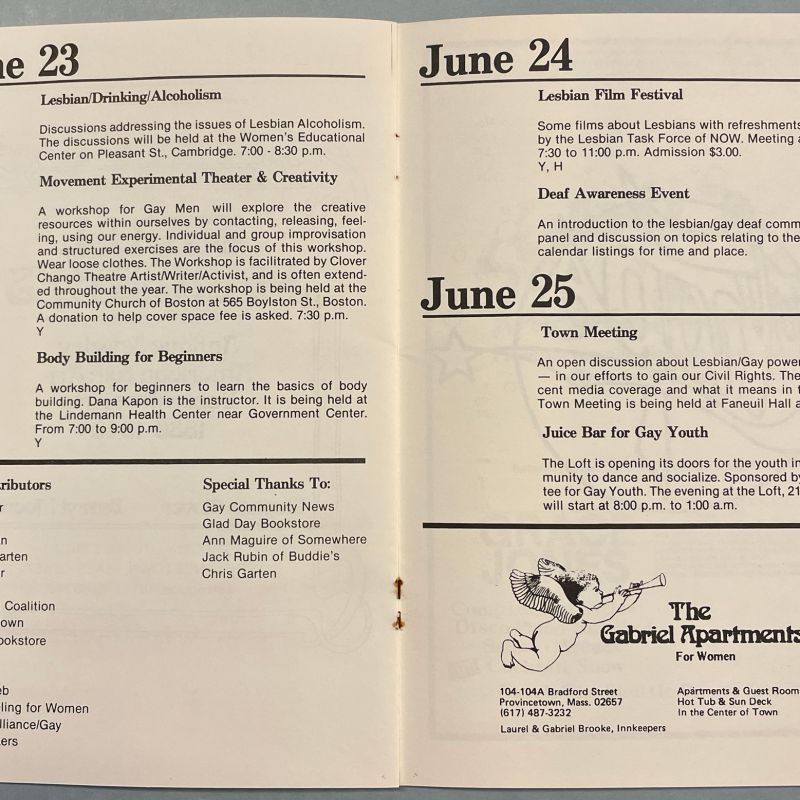 ne 23
Lesbian/Drinking/Alcoholism
Discussions addressing the issues of Lesbian Alcoholism.
The discussions will be held at the Women's Educational
Center on Pleasant St., Cambridge. 7:00 - 8:30 p.m.
Movement Experimental Theater & Creativity
A workshop for Gay Men will explore the creative
resources within ourselves by contacting, releasing, feel-
ing, using our energy. Individual and group improvisation
and structured exercises are the focus of this workshop.
Wear loose clothes. The Workshop is facilitrated by Clover
Chango Theatre Artist/Writer/Activist, and is often extend-
ed throughout the year. The workshop is being held at the
Community Church of Boston at 565 Boylston St., Boston.
A donation to help cover space fee is asked. 7:30 p.m.
Y
Body Building for Beginners
A workshop for beginners to learn the basics of body
building. Dana Kapon is the instructor. It is being held at
the Lindemann Health Center near Government Center.
From 7:00 to 9:00 p.m.
Y
ributors
r
n
arten
r
Coalition
own
ookstore
eb
ling for Women
lliance/Gay
ers
Special Thanks To:
Gay Community News
Glad Day Bookstore
Ann Maguire of Somewhere
Jack Rubin of Buddie's
Chris Garten
June 24
Lesbian Film Festival
Some films about Lesbians with refreshments
by the Lesbian Task Force of NOW. Meeting a
7:30 to 11:00 p.m. Admission $3.00.
Y, H
Deaf Awareness Event
An introduction to the lesbian/gay deaf comm
panel and discussion on topics relating to the
calendar listings for time and place.
June 25
Town Meeting
An open discussion about Lesbian/Gay power
— in our efforts to gain our Civil Rights. The
cent media coverage and what it means in t
Town Meeting is being held at Faneuil Hall a
Juice Bar for Gay Youth
The Loft is opening its doors for the youth in
munity to dance and socialize. Sponsored by
tee for Gay Youth. The evening at the Loft, 21
will start at 8:00 p.m. to 1:00 a.m.
The
Gabriel Apartments
For Women
104-104A Bradford Street
Provincetown, Mass. 02657
(617) 487-3232
Laurel & Gabriel Brooke, Innkeepers
Apartments & Guest Room
Hot Tub & Sun Deck
In the Center of Town